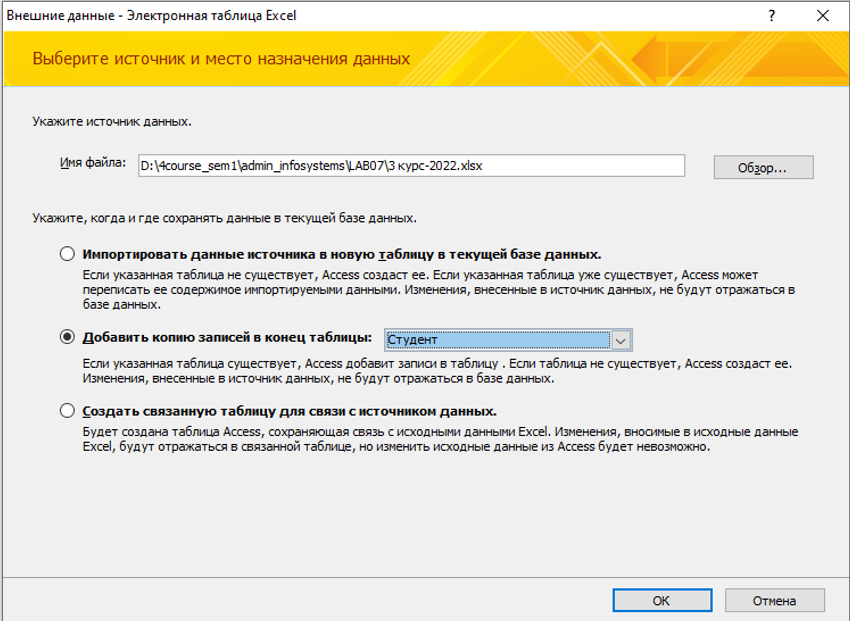 Внешние данные - Электронная таблица Excel
Выберите источник и место назначения данных
Укажите источник данных.
Имя файла: D:\4course_sem1\admin_infosystems\LAB07\3 курс-2022.xlsx Обзор...
Укажите, когда и где сохранять данные в текущей базе данных.
Импортировать данные источника в новую таблицу в текущей базе данных.
Если указанная таблица не существует, Access создаст ее. Если указанная таблица уже существует, Access может
переписать ее содержимое импортируемыми данными. Изменения, внесенные в источник данных, не будут отражаться в
базе данных.
Добавить копию записей в конец таблицы: Студент
Если указанная таблица существует, Access добавит записи в таблицу . Если таблица не существует, Access создаст ее.
Изменения, внесенные в источник данных, не будут отражаться в базе данных.
Создать связанную таблицу для связи с источником данных.
Будет создана таблица Access, сохраняющая связь с исходными данными Excel. Изменения, вносимые в исходные данные
Excel, будут отражаться в связанной таблице, но изменить исходные данные из Access будет невозможно.
ОК Отмена